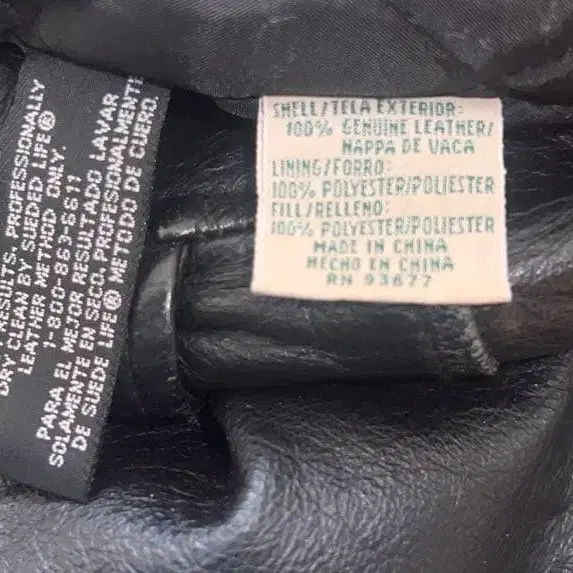 RESULTS, PROFESSIONALLY
DRY CLEAN BY SUEDED LIFE®
LEATHER METHOD ONLY.
1-800-863-6611
PARA EL MEJOR RESULTADO LAVAR
SOLAMENTE EN SECO, PROFESIONALMENTE
DE SUEDE LIFE® METODO DE CUERO.
SHELL/TELA EXTERIOR:
100% GENUINE LEATHER/
NAPPA DE VACA
LINING/FORRO:
100% POLYESTER/POLIESTER
FILL/RELLENO:
100% POLYESTER/POLIESTER
MADE IN CHINA
HECHO EN CHINA
RN 93677